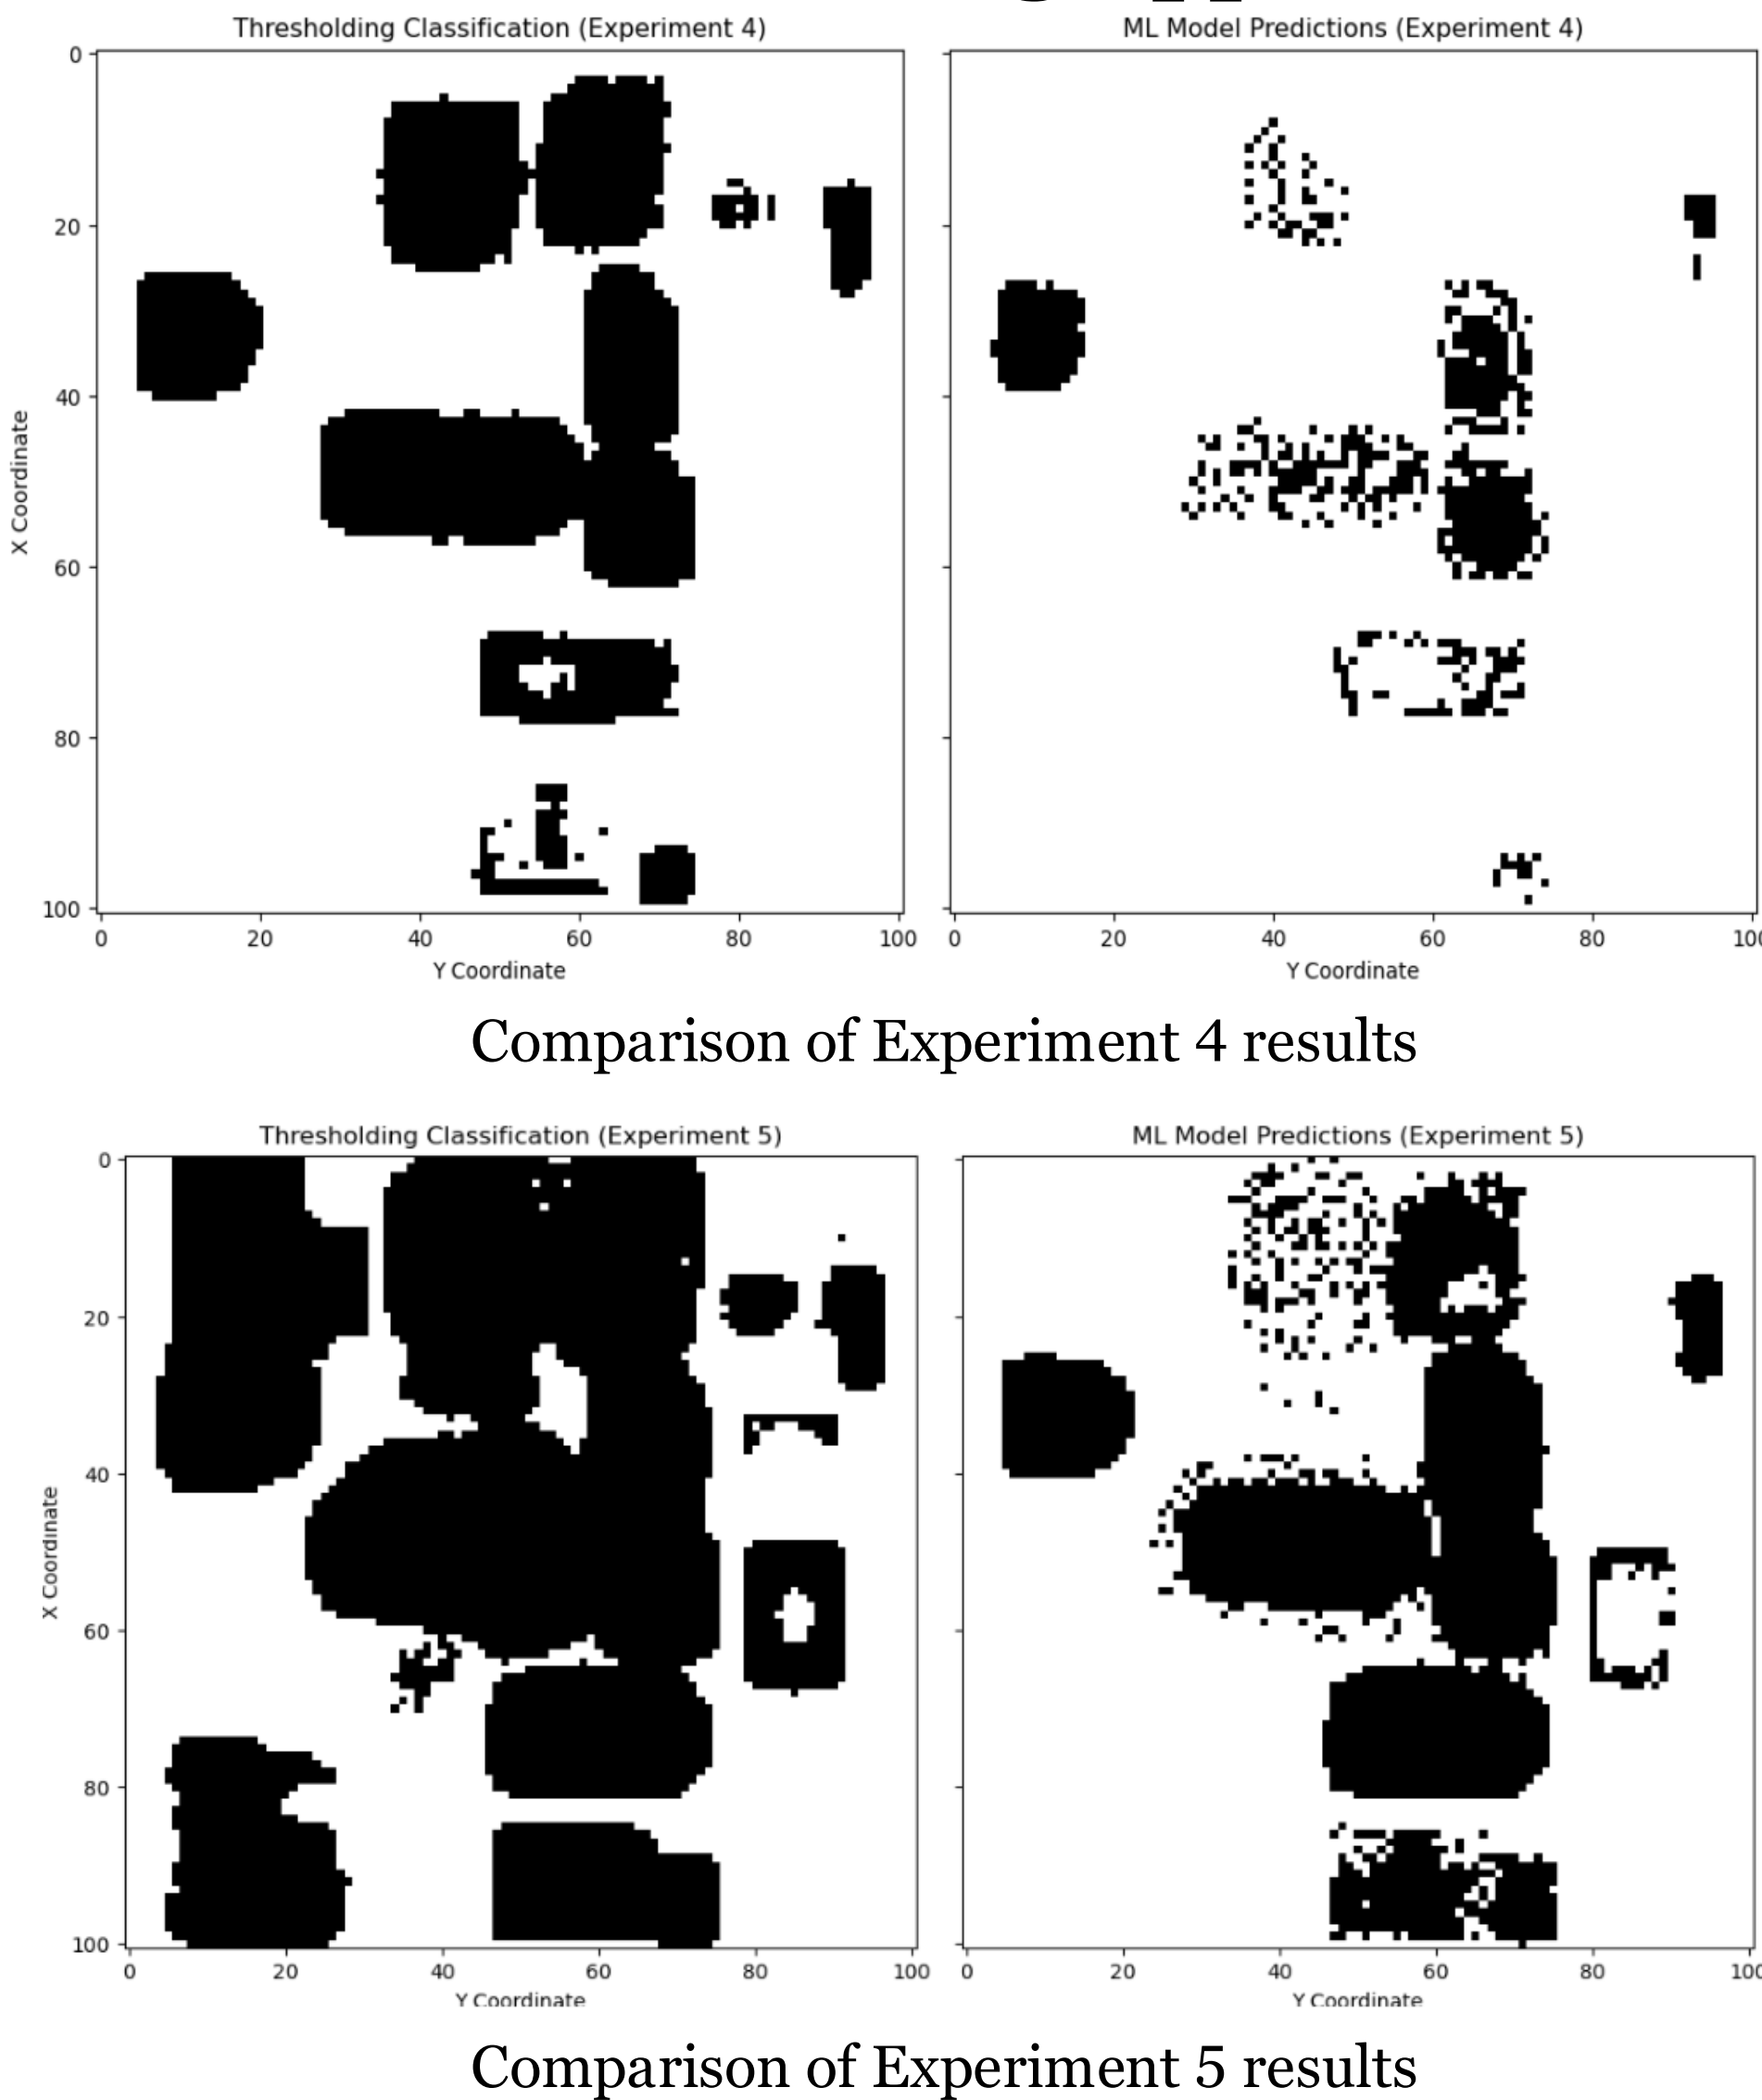 Thresholding Classification (Experiment 4)
ML Model Predictions (Experiment 4)
0
20
40
60
80
100
X Coordinate
0 20 40 60 80 100
0 20 40 60 80
Y Coordinate
Y Coordinate
Comparison of Experiment 4 results
Thresholding Classification (Experiment 5)
ML Model Predictions (Experiment 5)
0
20
40
60
80
100
X Coordinate
0 20 40 60 80 100
0 20 40 60 80
Y Coordinate
Y Coordinate
Comparison of Experiment 5 results